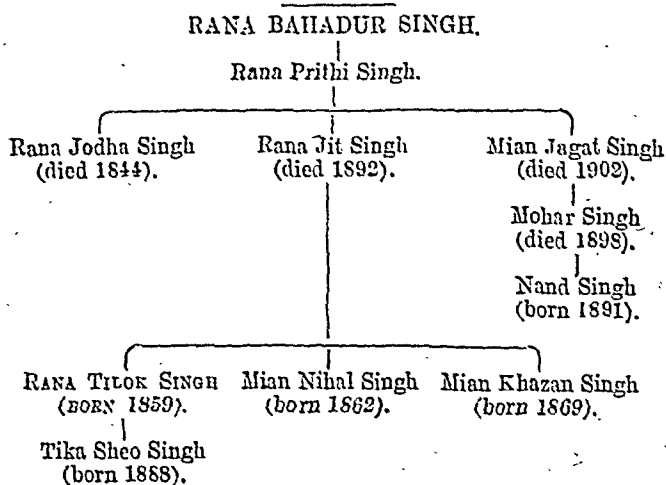 RANA BAHADUR SINGH.
Rana Prithi Singh.
Rana Jodha Singh
(died 1844).
Rana Jit Singh
(died 1892).
Mian Jagat Singh
(died 1902).
Mohar Singh
(died 1898).
Nand Singh
(born 1891).
RANA TILOK SINGH
(BORN 1859).
Mian Nihal Singh
(born 1862).
Mian Khazan Singh
(born 1869).
Tika Sheo Singh
(born 1888).